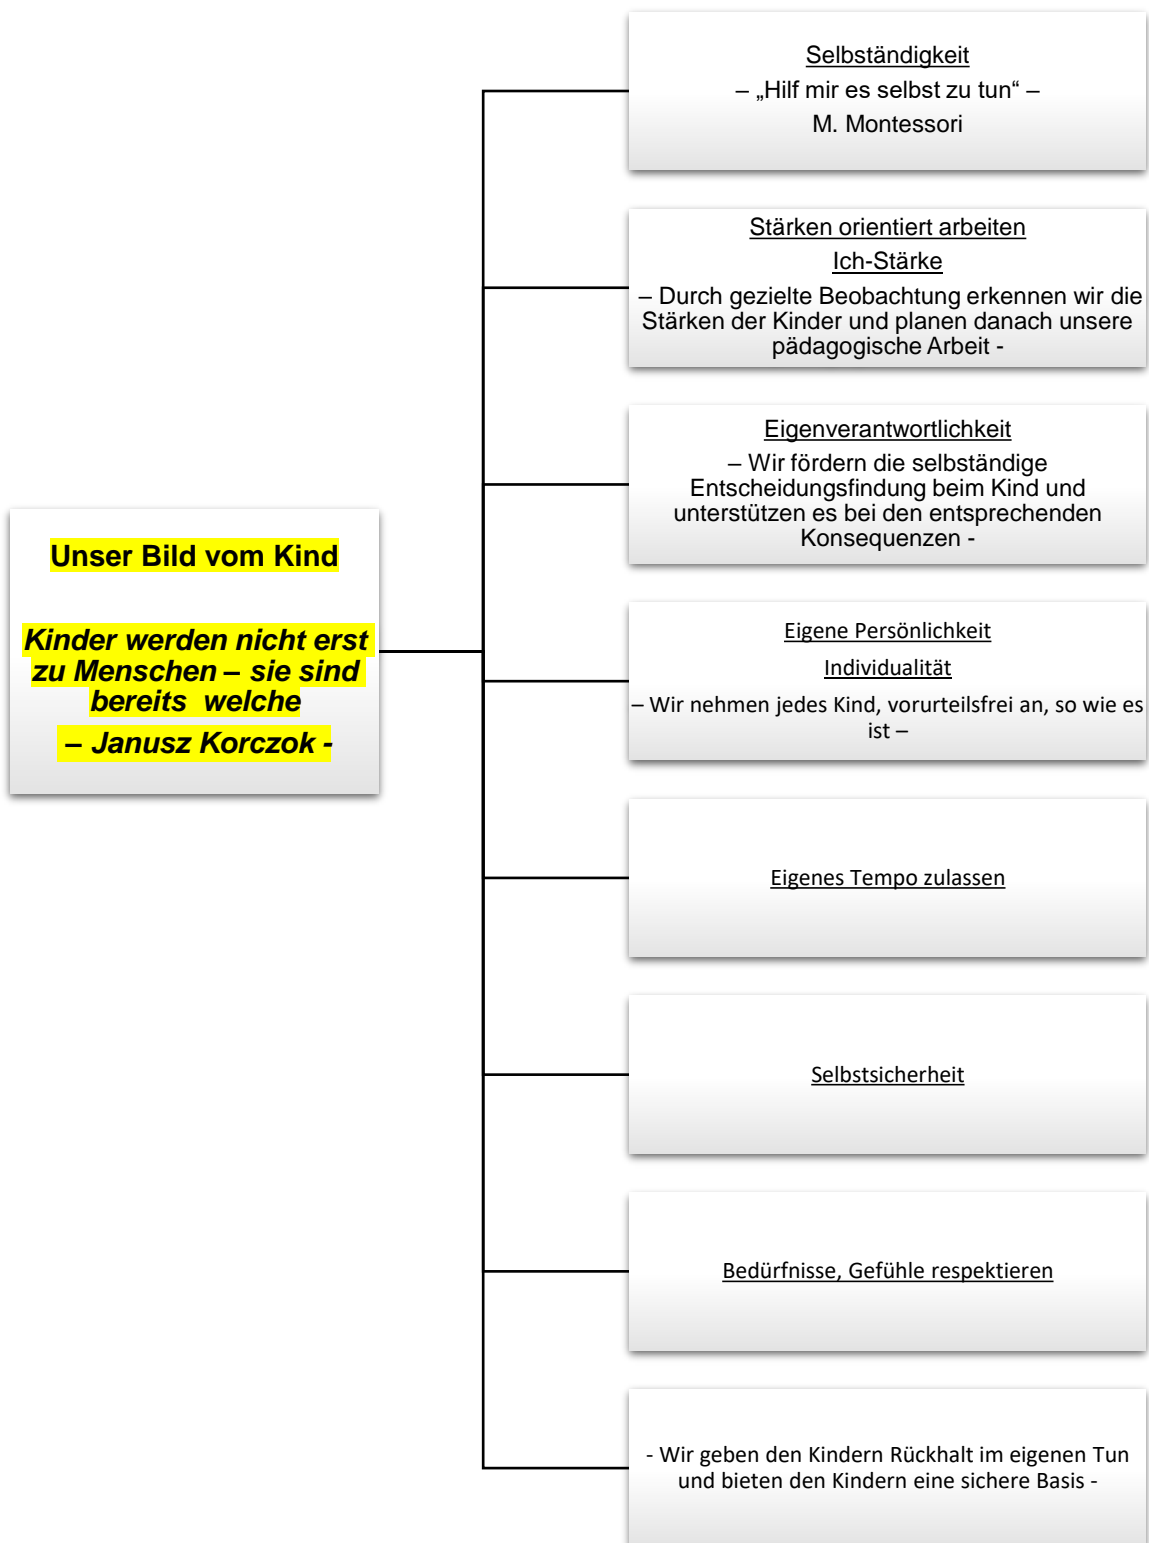 Unser Bild vom Kind
Kinder werden nicht erst
zu Menschen – sie sind
bereits  welche
– Janusz Korczok -
Selbständigkeit
– „Hilf mir es selbst zu tun“ –
M. Montessori
Stärken orientiert arbeiten
Ich-Stärke
– Durch gezielte Beobachtung erkennen wir die
Stärken der Kinder und planen danach unsere
pädagogische Arbeit -
Eigenverantwortlichkeit
– Wir fördern die selbständige
Entscheidungsfindung beim Kind und
unterstützen es bei den entsprechenden
Konsequenzen -
Eigene Persönlichkeit
Individualität
– Wir nehmen jedes Kind, vorurteilsfrei an, so wie es
ist –
Eigenes Tempo zulassen
Selbstsicherheit
Bedürfnisse, Gefühle respektieren
- Wir geben den Kindern Rückhalt im eigenen Tun
und bieten den Kindern eine sichere Basis -